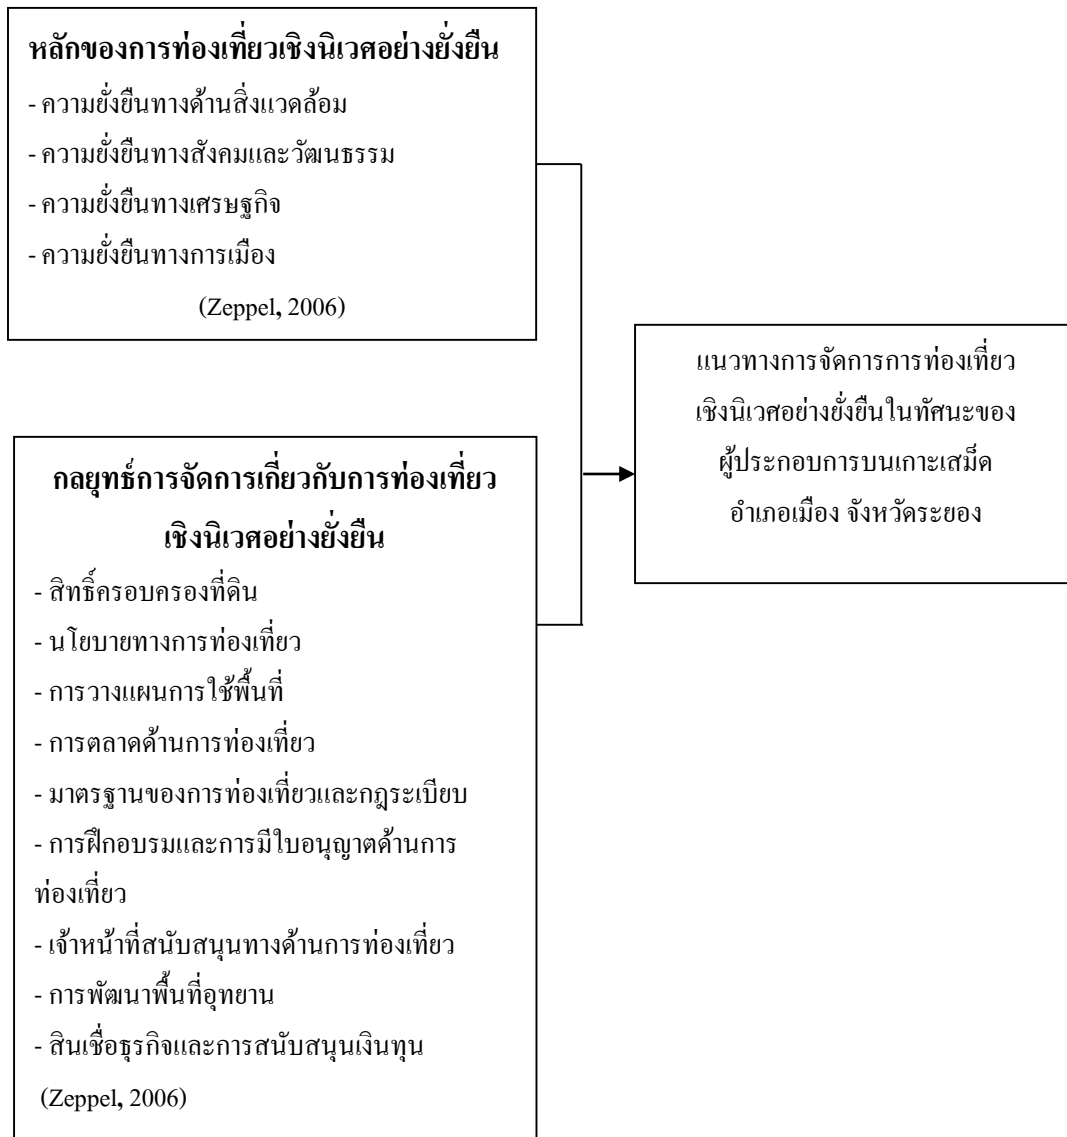 หลักของการท่องเที่ยวเชิงนิเวศอย่างยั่งยืน
- ความยั่งยืนทางด้านสิ่งแวดล้อม
- ความยั่งยืนทางสังคมและวัฒนธรรม
- ความยั่งยืนทางเศรษฐกิจ
- ความยั่งยืนทางการเมือง
(Zeppel, 2006)
กลยุทธ์การจัดการเกี่ยวกับการท่องเที่ยว
เชิงนิเวศอย่างยั่งยืน
- สิทธิ์ครอบครองที่ดิน
- นโยบายทางการท่องเที่ยว
- การวางแผนการใช้พื้นที่
- การตลาดด้านการท่องเที่ยว
- มาตรฐานของการท่องเที่ยวและกฎระเบียบ
- การฝึกอบรมและการมีใบอนุญาตด้านการ
ท่องเที่ยว
- เจ้าหน้าที่สนับสนุนทางด้านการท่องเที่ยว
- การพัฒนาพื้นที่อุทยาน
- สินเชื่อธุรกิจและการสนับสนุนเงินทุน
(Zeppel, 2006)
แนวทางการจัดการการท่องเที่ยว
เชิงนิเวศอย่างยั่งยืนในทัศนะของ
ผู้ประกอบการบนเกาะเสม็ด
อำเภอเมือง จังหวัดระยอง